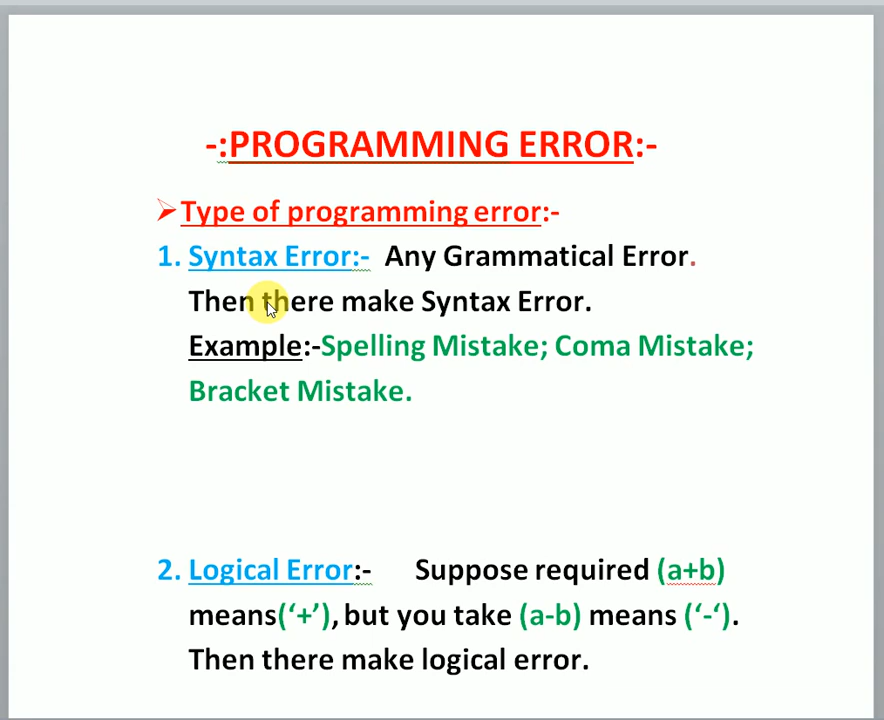 -:PROGRAMMING ERROR:-
➢Type of programming error:-
1. Syntax Error:- Any Grammatical Error.
Then there make Syntax Error.
Example:-Spelling Mistake; Coma Mistake;
Bracket Mistake.
2. Logical Error:- Suppose required (a+b)
means(‘+’), but you take (a-b) means (‘-‘).
Then there make logical error.